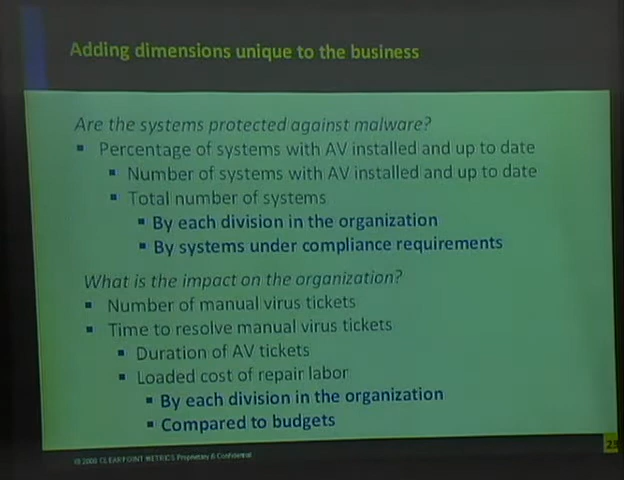 Adding dimensions unique to the business
Are the systems protected against malware?
▪ Percentage of systems with AV installed and up to date
▪ Number of systems with AV installed and up to date
▪ Total number of systems
▪ By each division in the organization
▪ By systems under compliance requirements
What is the impact on the organization?
▪ Number of manual virus tickets
▪ Time to resolve manual virus tickets
▪ Duration of AV tickets
▪ Loaded cost of repair labor
▪ By each division in the organization
▪ Compared to budgets
CLEARPOINT METRICS Proprietary & Confidential